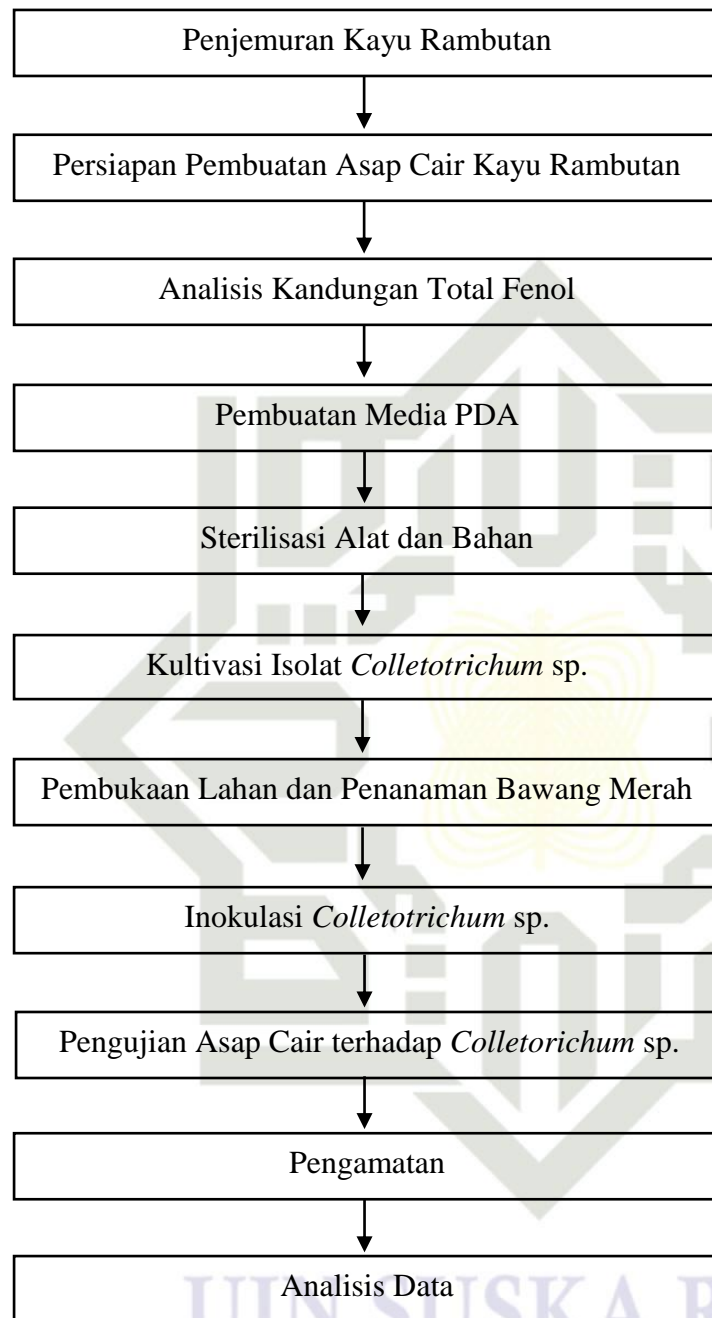 Penjemuran Kayu Rambutan
Persiapan Pembuatan Asap Cair Kayu Rambutan
Analisis Kandungan Total Fenol
Pembuatan Media PDA
Sterilisasi Alat dan Bahan
Kultivasi Isolat Colletotrichum sp.
Pembukaan Lahan dan Penanaman Bawang Merah
Inokulasi Colletotrichum sp.
Pengujian Asap Cair terhadap Colletorichum sp.
Pengamatan
Analisis Data
UIN SUSKA R